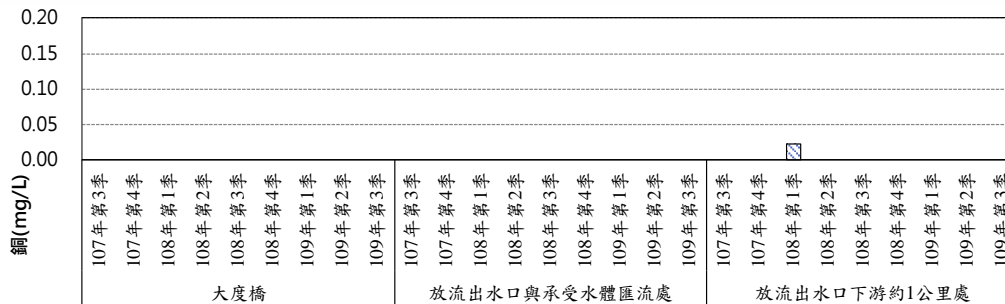 0.20
0.15
0.10
0.05
0.00
銅(mg/L)
107年第3季
107年第4季
108年第1季
108年第2季
108年第3季
108年第4季
109年第1季
109年第2季
109年第3季
107年第3季
107年第4季
108年第1季
108年第2季
108年第3季
108年第4季
109年第1季
109年第2季
109年第3季
107年第3季
107年第4季
108年第1季
108年第2季
108年第3季
108年第4季
109年第1季
109年第2季
109年第3季
大度橋
放流出水口與承受水體匯流處
放流出水口下游約1公里處